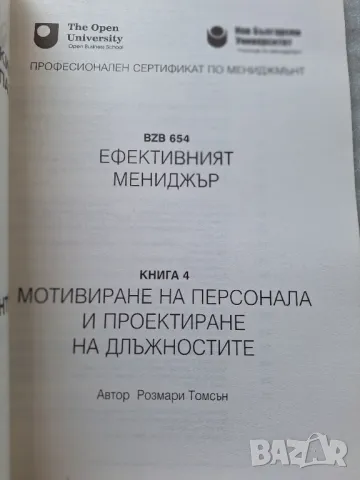 The Open
University
Open Business School
Нов Български
Университет
ПРОФЕСИОНАЛЕН СЕРТИФИКАТ ПО МЕНИДЖМЪНТ
BZB 654
ЕФЕКТИВНИЯТ
МЕНИДЖЪР
КНИГА 4
МОТИВИРАНЕ НА ПЕРСОНАЛА
И ПРОЕКТИРАНЕ
НА ДЛЪЖНОСТИТЕ
Автор Розмари Томсън
bazar